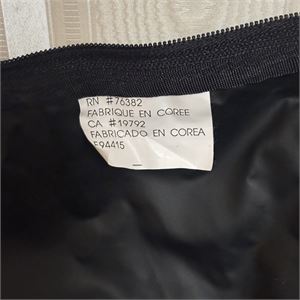 RN #76382
FABRIQUE EN COREE
CA #19792
FABRICADO EN COREA
F94415